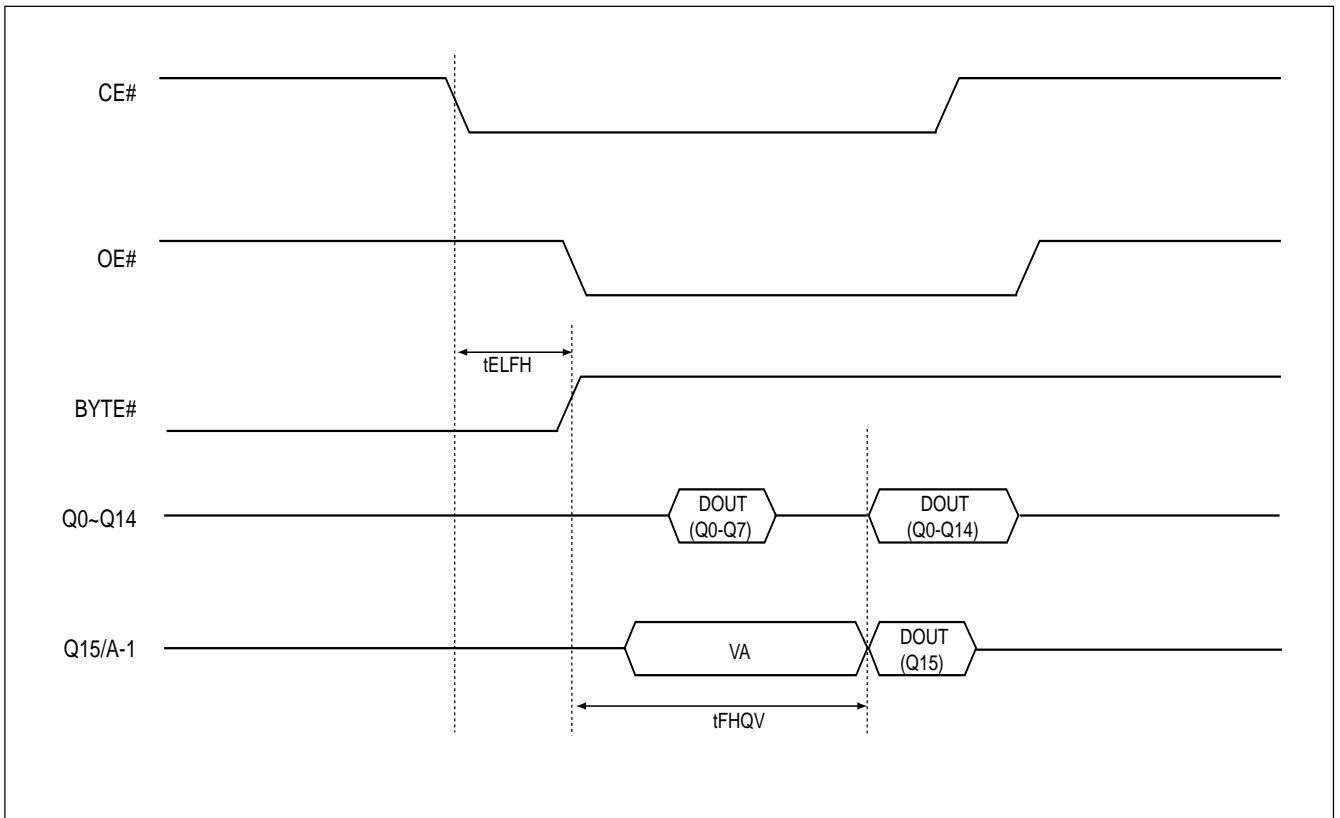 CE#
OE#
tELFH
BYTE#
Q0~Q14
DOUT
(Q0-Q7)
DOUT
(Q0-Q14)
Q15/A-1
VA
DOUT
(Q15)
tFHQV